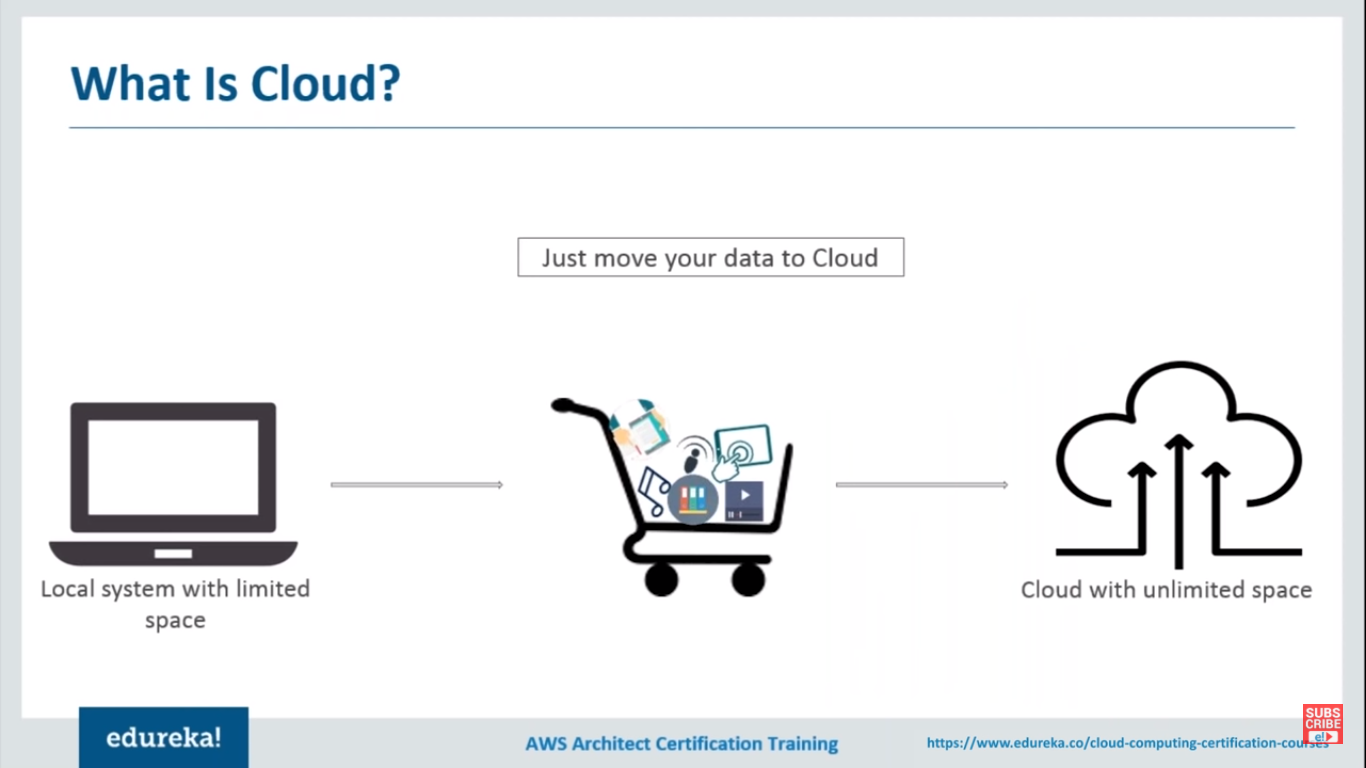 What Is Cloud?
Just move your data to Cloud
Local system with limited
space
Cloud with unlimited space
edureka!
AWS Architect Certification Training
https://www.edureka.co/cloud-computing-certification-courses
SUBS
CRIBE
e!